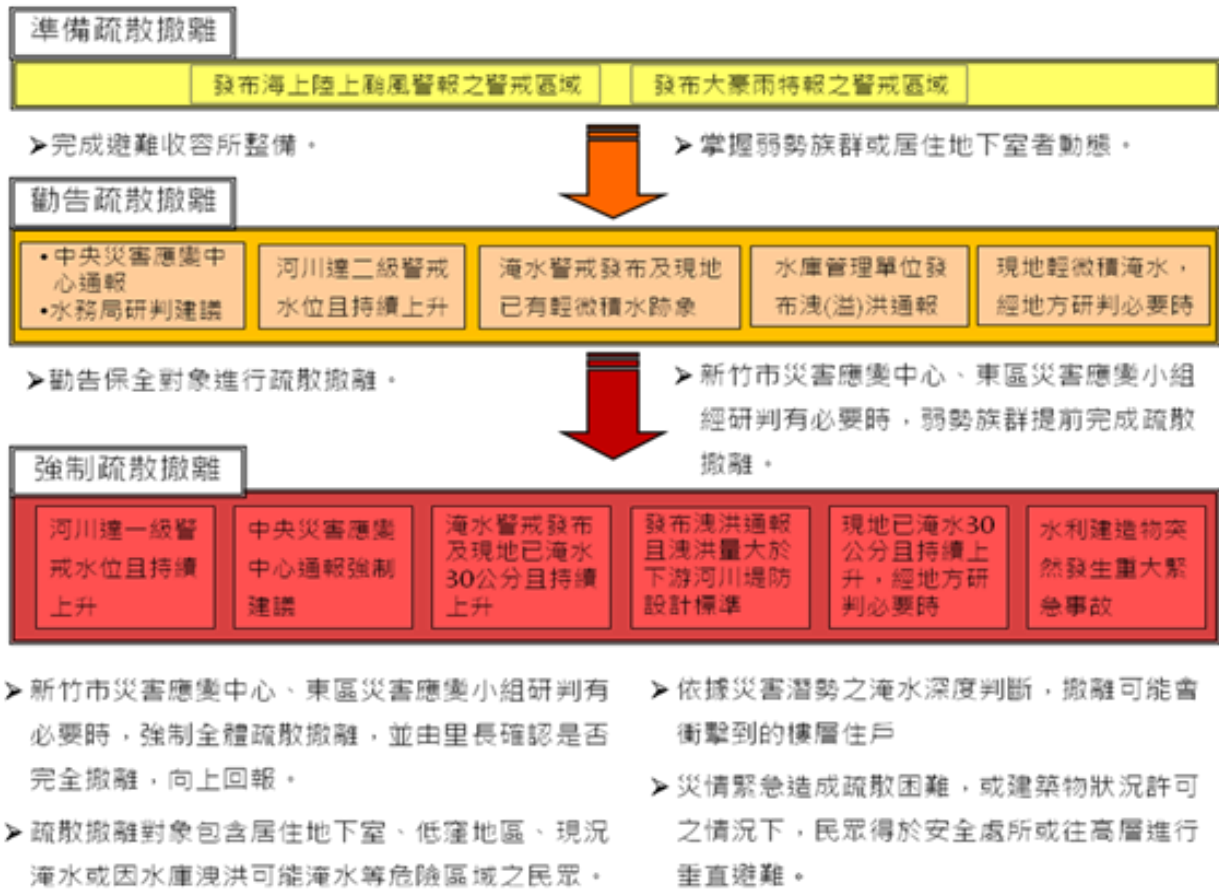 準備疏散撤離
發布海上陸上颱風警報之警戒區域
發布大豪雨特報之警戒區域
➤完成避難收容所整備。
➤掌握弱勢族群或居住地下室者動態。
勸告疏散撤離
•中央災害應變中
心通報
•水務局研判建議
河川達二級警戒
水位且持續上升
淹水警戒發布及現地
已有輕微積水跡象
水庫管理單位發
布洩(溢)洪通報
現地輕微積淹水，
經地方研判必要時
➤勸告保全對象進行疏散撤離。
➤新竹市災害應變中心、東區災害應變小組
經研判有必要時，弱勢族群提前完成疏散
撤離。
強制疏散撤離
河川達一級警
戒水位且持續
上升
中央災害應變
中心通報強制
建議
淹水警戒發布
及現地已淹水
30公分且持續
上升
發布洩洪通報
且洩洪量大於
下游河川堤防
設計標準
現地已淹水30
公分且持續上
升，經地方研
判必要時
水利建造物突
然發生重大緊
急事故
➤新竹市災害應變中心、東區災害應變小組研判有
必要時，強制全體疏散撤離，並由里長確認是否
完全撤離，向上回報。
➤疏散撤離對象包含居住地下室、低窪地區、現況
淹水或因水庫洩洪可能淹水等危險區域之民眾。
➤依據災害潛勢之淹水深度判斷，撤離可能會
衝擊到的樓層住戶
➤災情緊急造成疏散困難，或建築物狀況許可
之情況下，民眾得於安全處所或往高層進行
垂直避難。